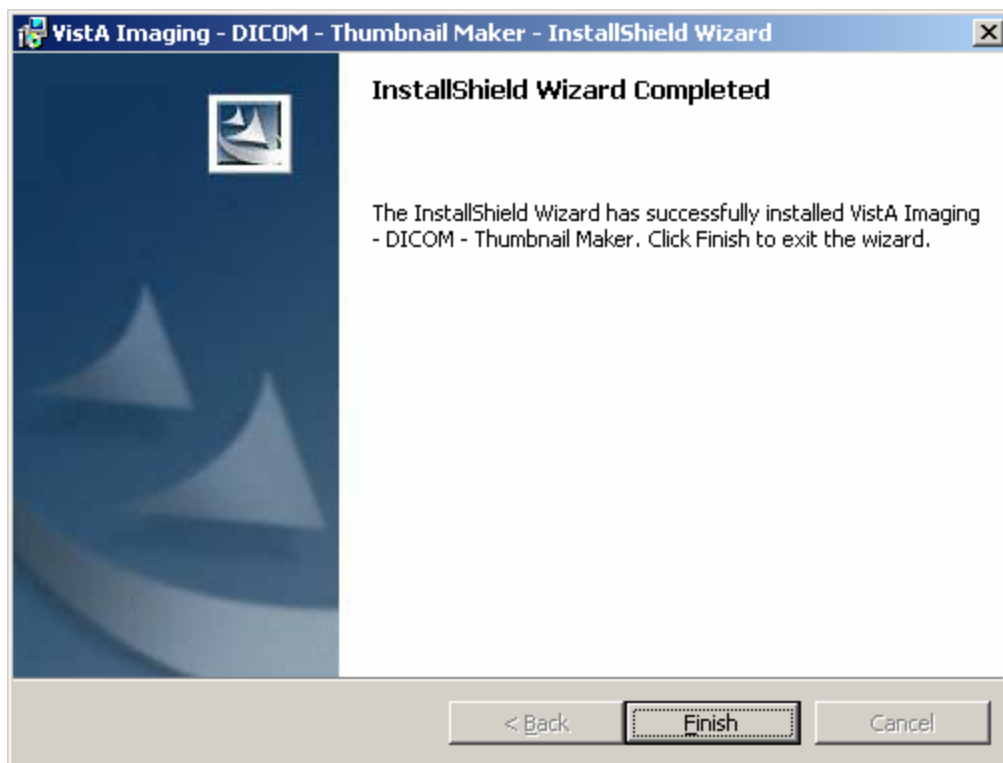 VistA Imaging - DICOM - Thumbnail Maker - InstallShield Wizard
InstallShield Wizard Completed
The InstallShield Wizard has successfully installed VistA Imaging
- DICOM - Thumbnail Maker. Click Finish to exit the wizard.
< Back
Finish
Cancel